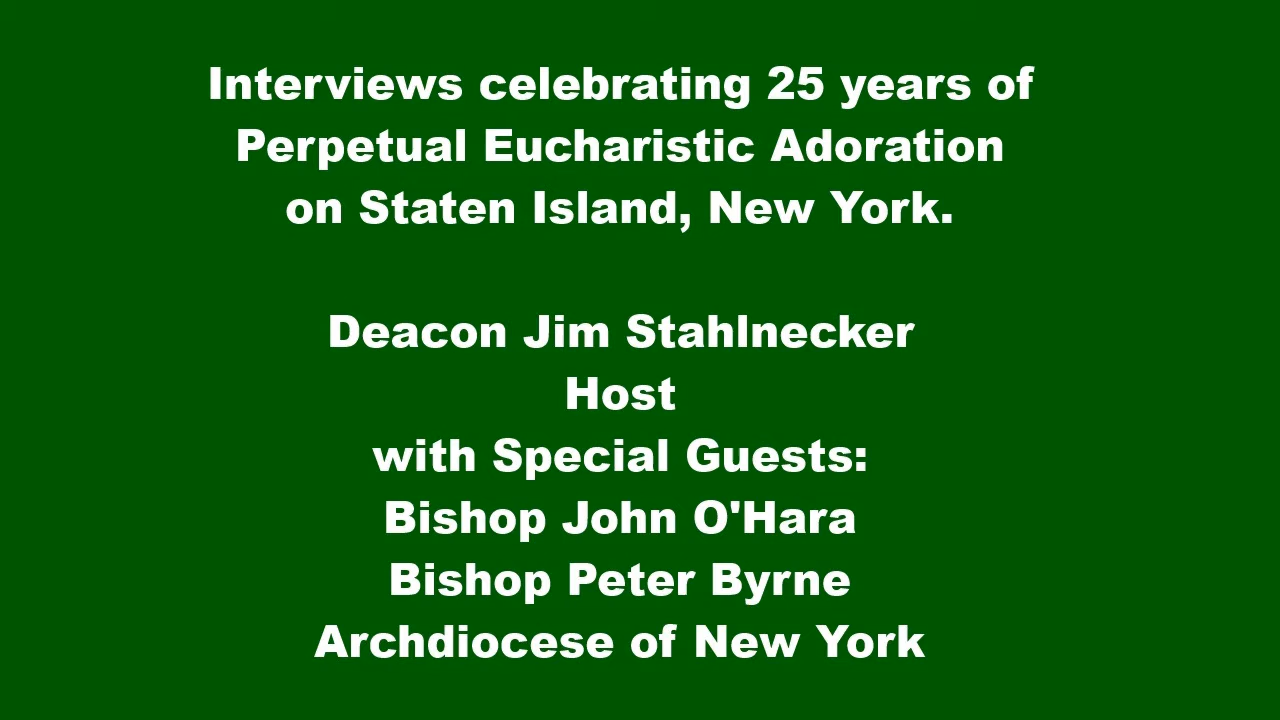 Interviews celebrating 25 years of
Perpetual Eucharistic Adoration
on Staten Island, New York.
Deacon Jim Stahlnecker
Host
with Special Guests:
Bishop John O'Hara
Bishop Peter Byrne
Archdiocese of New York